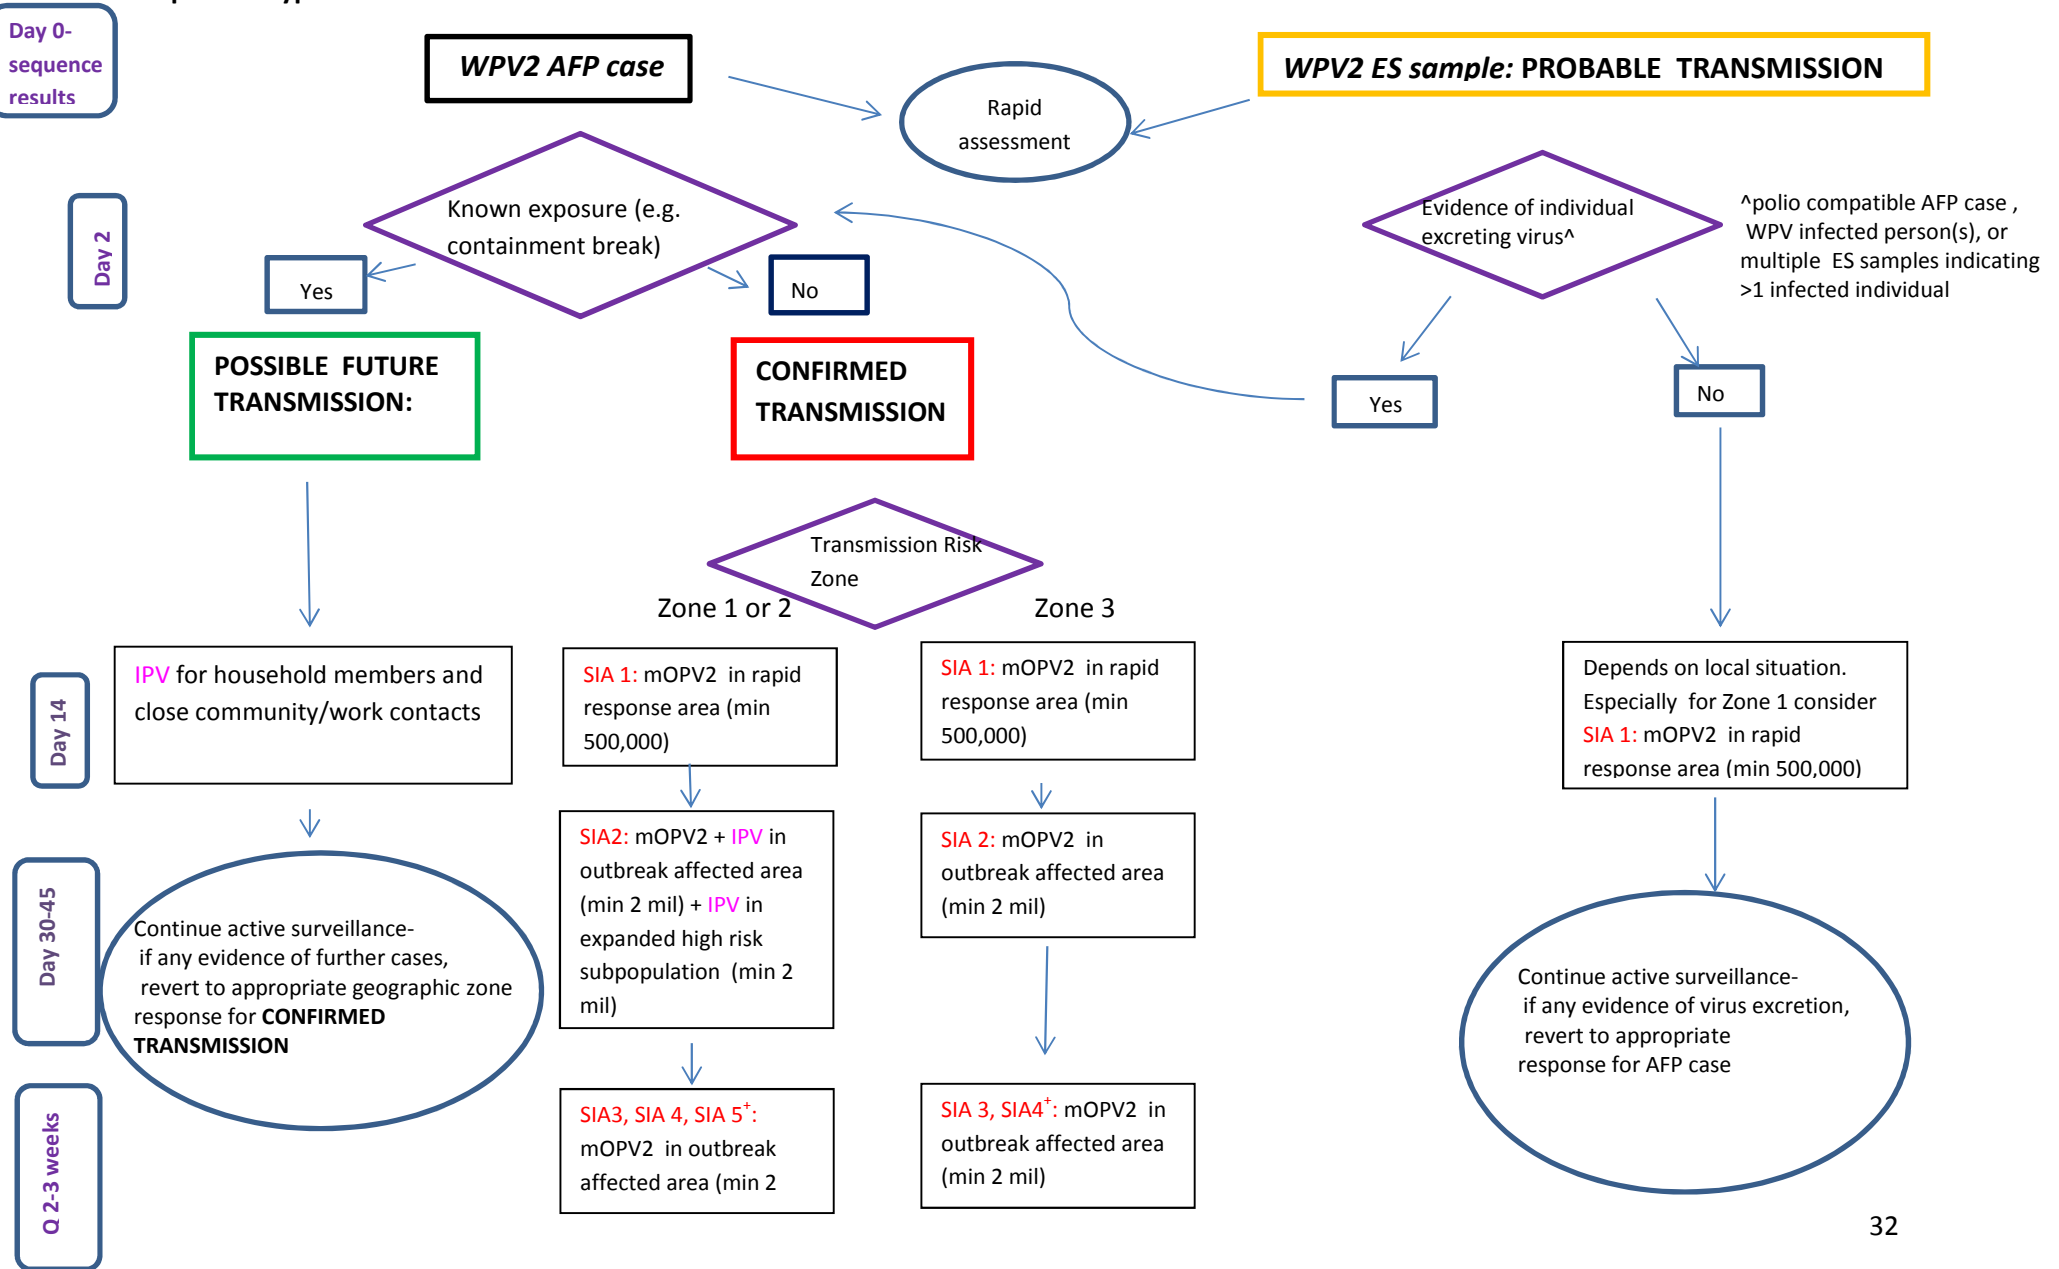 Day 0-
sequence
results
WPV2 AFP case
Rapid
assessment
WPV2 ES sample: PROBABLE TRANSMISSION
Day 2
Known exposure (e.g.
containment break)
Yes
No
Evidence of individual
excreting virus^
^polio compatible AFP case ,
WPV infected person(s), or
multiple ES samples indicating
>1 infected individual
POSSIBLE FUTURE
TRANSMISSION:
CONFIRMED
TRANSMISSION
Yes
No
Transmission Risk
Zone
Zone 1 or 2
Zone 3
Day 14
IPV for household members and
close community/work contacts
SIA 1: mOPV2 in rapid
response area (min
500,000)
SIA 1: mOPV2 in rapid
response area (min
500,000)
Depends on local situation.
Especially for Zone 1 consider
SIA 1: mOPV2 in rapid
response area (min 500,000)
Day 30-45
Continue active surveillance-
if any evidence of further cases,
revert to appropriate geographic zone
response for CONFIRMED
TRANSMISSION
SIA2: mOPV2 + IPV in
outbreak affected area
(min 2 mil) + IPV in
expanded high risk
subpopulation (min 2
mil)
SIA 2: mOPV2 in
outbreak affected area
(min 2 mil)
Continue active surveillance-
if any evidence of virus excretion,
revert to appropriate
response for AFP case
Q 2-3 weeks
SIA3, SIA 4, SIA 5+:
mOPV2 in outbreak
affected area (min 2
SIA 3, SIA4+: mOPV2 in
outbreak affected area
(min 2 mil)
32